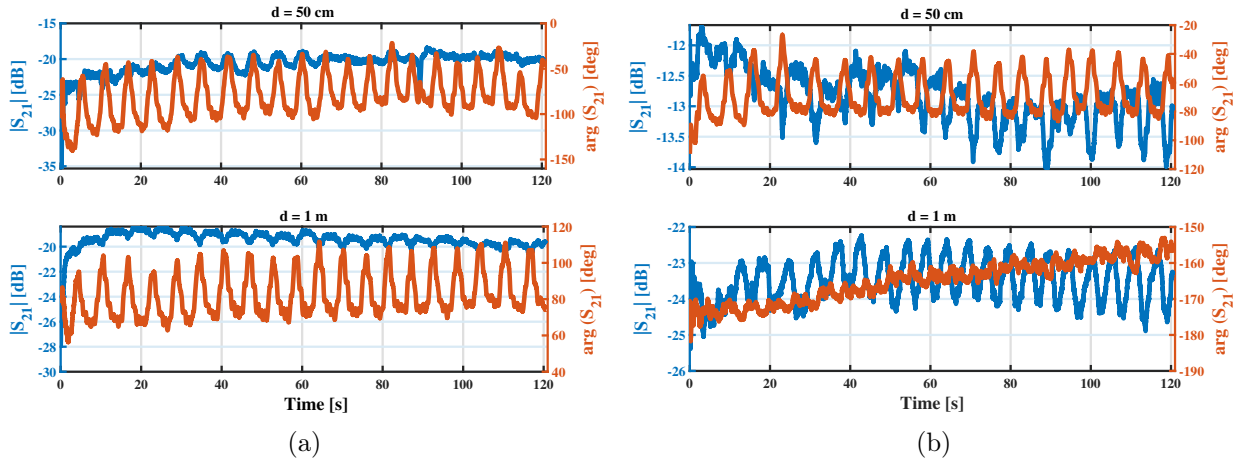 d = 50 cm
|S21| [dB]
-15
-20
-25
-30
-35
0
-50
-100
-150
arg (S21) [deg]
0 20 40 60 80 100 120
d = 1 m
|S21| [dB]
-20
-22
-24
-26
-28
-30
120
100
80
60
40
arg (S21) [deg]
0 20 40 60 80 100 120
Time [s]
(a)
d = 50 cm
|S21| [dB]
-12
-12.5
-13
-13.5
-14
-20
-40
-60
-80
-100
-120
arg (S21) [deg]
0 20 40 60 80 100 120
d = 1 m
|S21| [dB]
-22
-23
-24
-25
-26
-150
-160
-170
-180
-190
arg (S21) [deg]
0 20 40 60 80 100 120
Time [s]
(b)